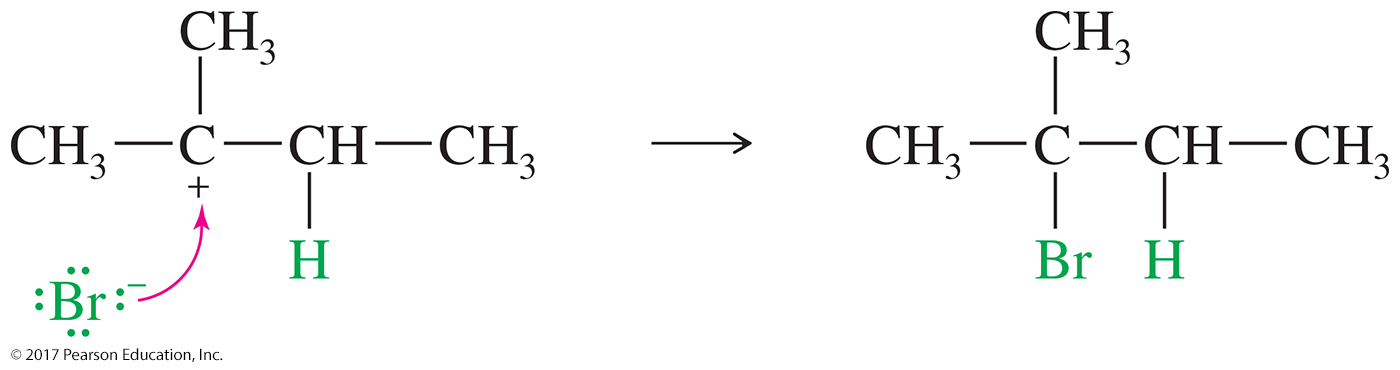 CH₃ CH₃
CH₃—C—CH—CH₃ ⟶ CH₃—C—CH—CH₃
+
H Br H
:Br:⁻
© 2017 Pearson Education, Inc.